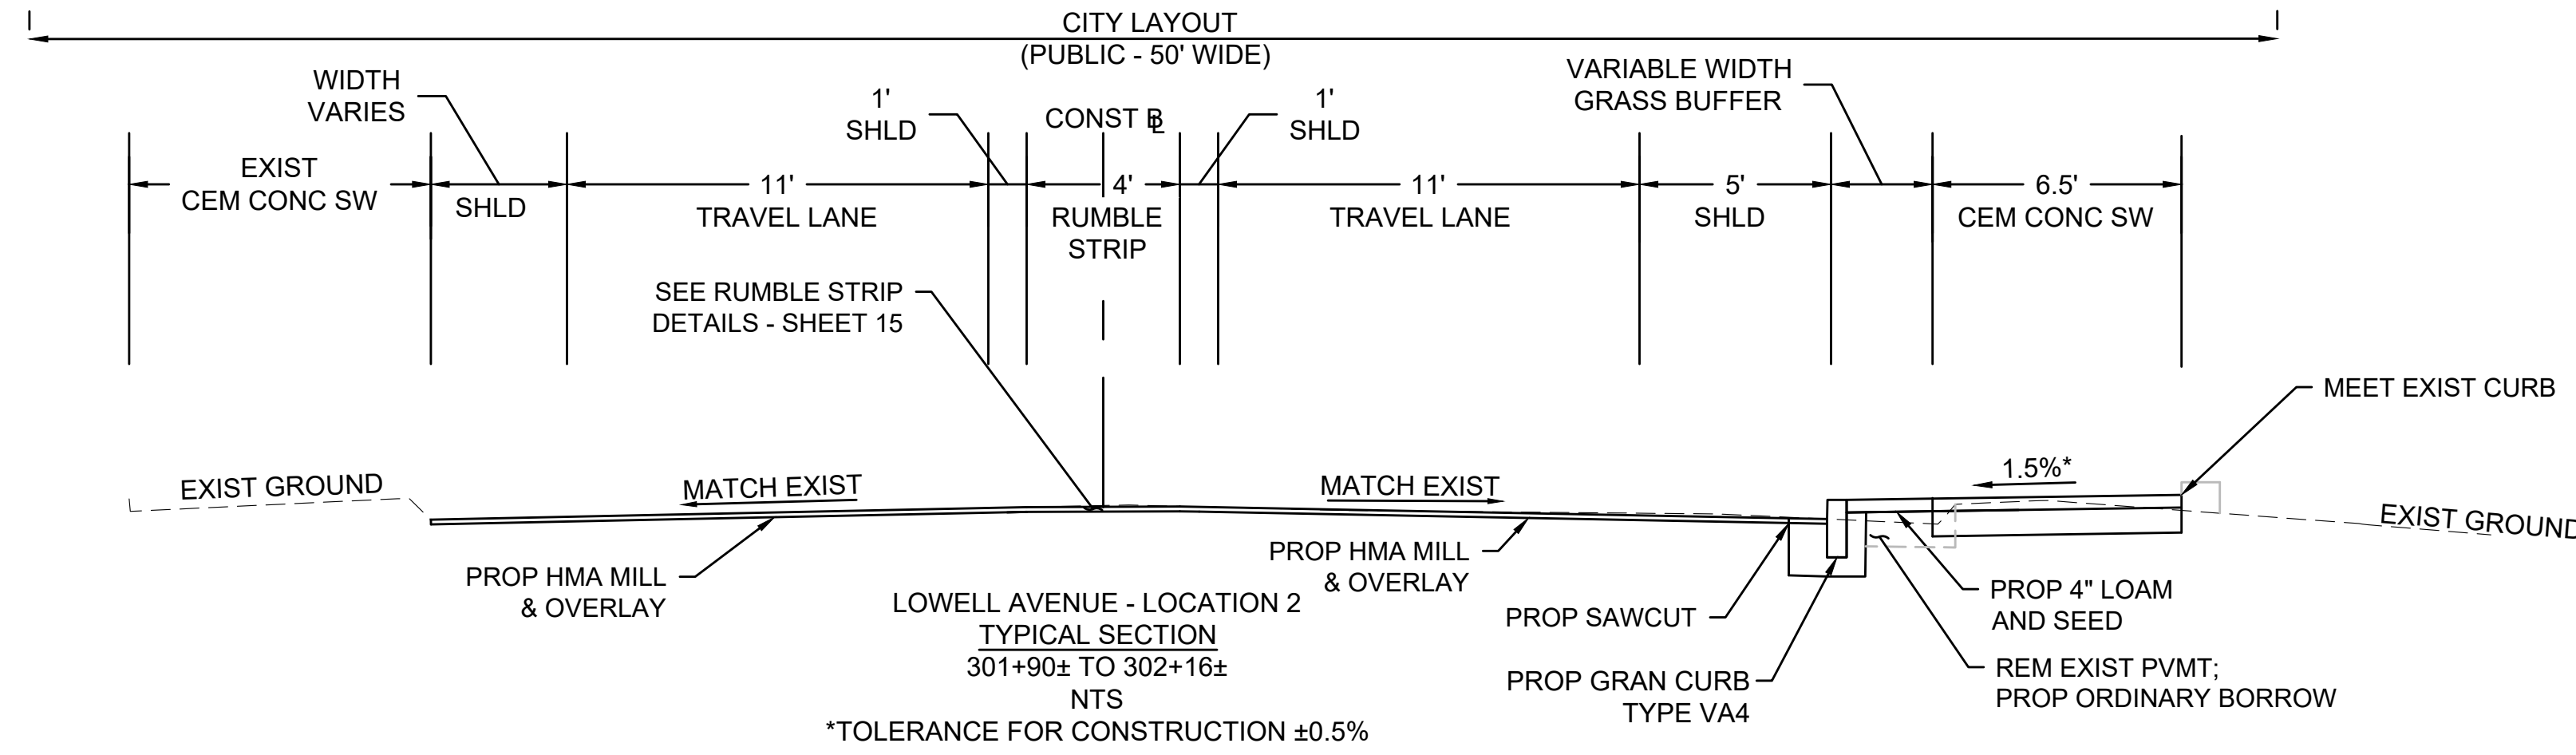 CITY LAYOUT
(PUBLIC - 50' WIDE)
WIDTH
VARIES
1'
SHLD
CONST BL
1'
SHLD
VARIABLE WIDTH
GRASS BUFFER
EXIST
CEM CONC SW
SHLD
11'
TRAVEL LANE
4'
RUMBLE
STRIP
11'
TRAVEL LANE
5'
SHLD
6.5'
CEM CONC SW
SEE RUMBLE STRIP
DETAILS - SHEET 15
MEET EXIST CURB
EXIST GROUND
MATCH EXIST
MATCH EXIST
1.5%*
EXIST GROUND
PROP HMA MILL
& OVERLAY
PROP HMA MILL
& OVERLAY
PROP SAWCUT
PROP GRAN CURB
TYPE VA4
PROP 4" LOAM
AND SEED
REM EXIST PVMT;
PROP ORDINARY BORROW
LOWELL AVENUE - LOCATION 2
TYPICAL SECTION
301+90± TO 302+16±
NTS
*TOLERANCE FOR CONSTRUCTION ±0.5%